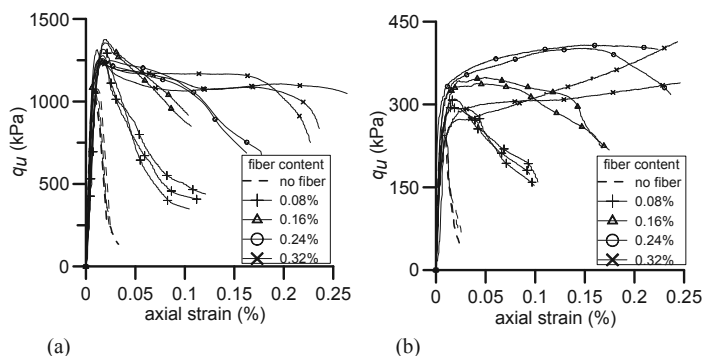 1500
1000
500
0
qu (kPa)
0 0.05 0.1 0.15 0.2 0.25
axial strain (%)
fiber content
no fiber
0.08%
0.16%
0.24%
0.32%
(a)
450
300
150
0
qu (kPa)
0 0.05 0.1 0.15 0.2 0.25
axial strain (%)
fiber content
no fiber
0.08%
0.16%
0.24%
0.32%
(b)